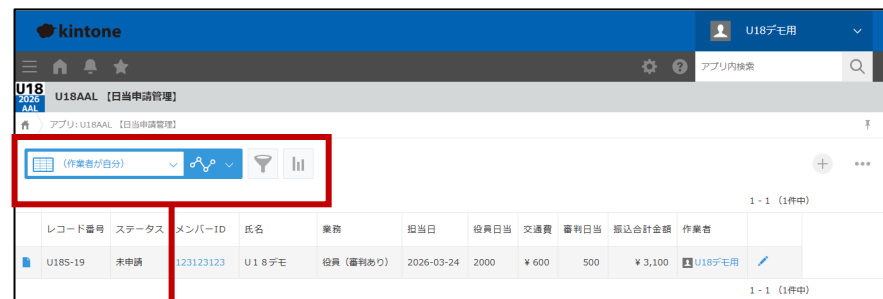 kintone
U18デモ用
アプリ内検索
U18
2026
AAL
U18AAL 【日当申請管理】
アプリ: U18AAL 【日当申請管理】
（作業者が自分）
1 - 1 （1件中）
レコード番号 ステータス メンバーID 氏名 業務 担当日 役員日当 交通費 審判日当 振込合計金額 作業者
U18S-19 未申請 123123123 U１８デモ 役員（審判あり） 2026-03-24 2000 ¥ 600 500 ¥ 3,100 U18デモ用
1 - 1 （1件中）